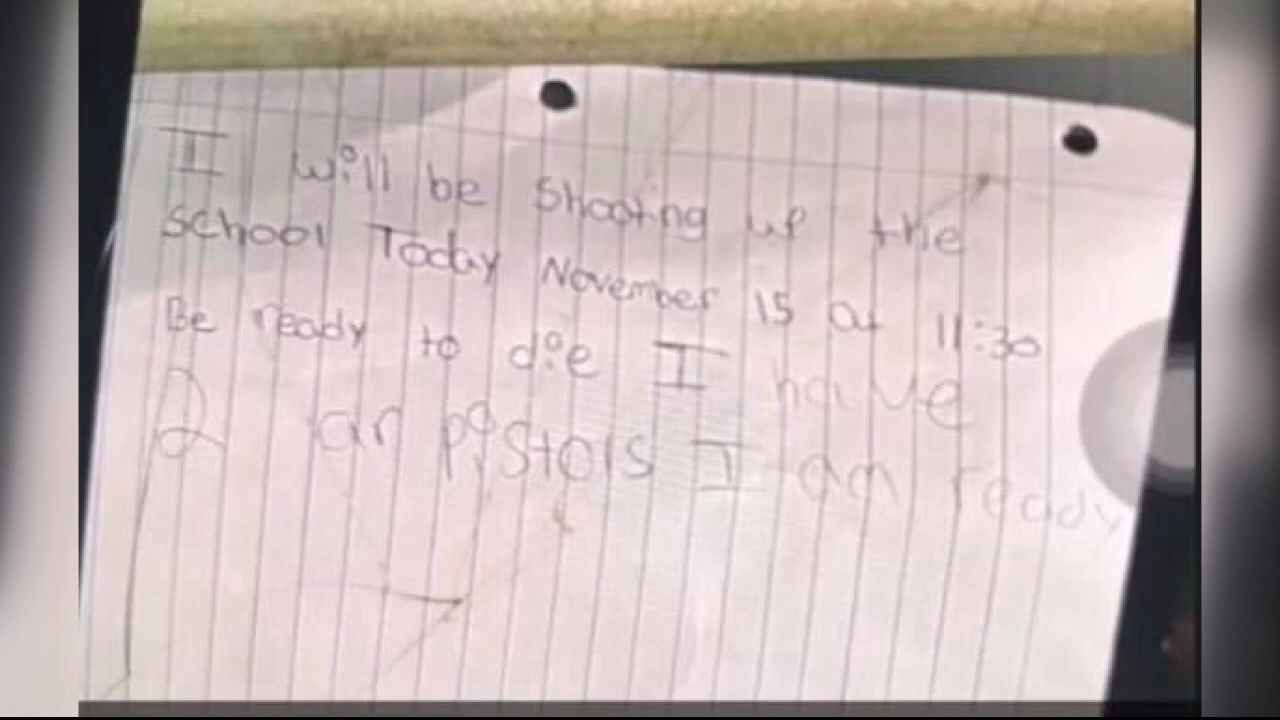 I will be Shooting up the
School Today November 15 at 11:30
Be ready to die I have
2 ar pistols I am ready